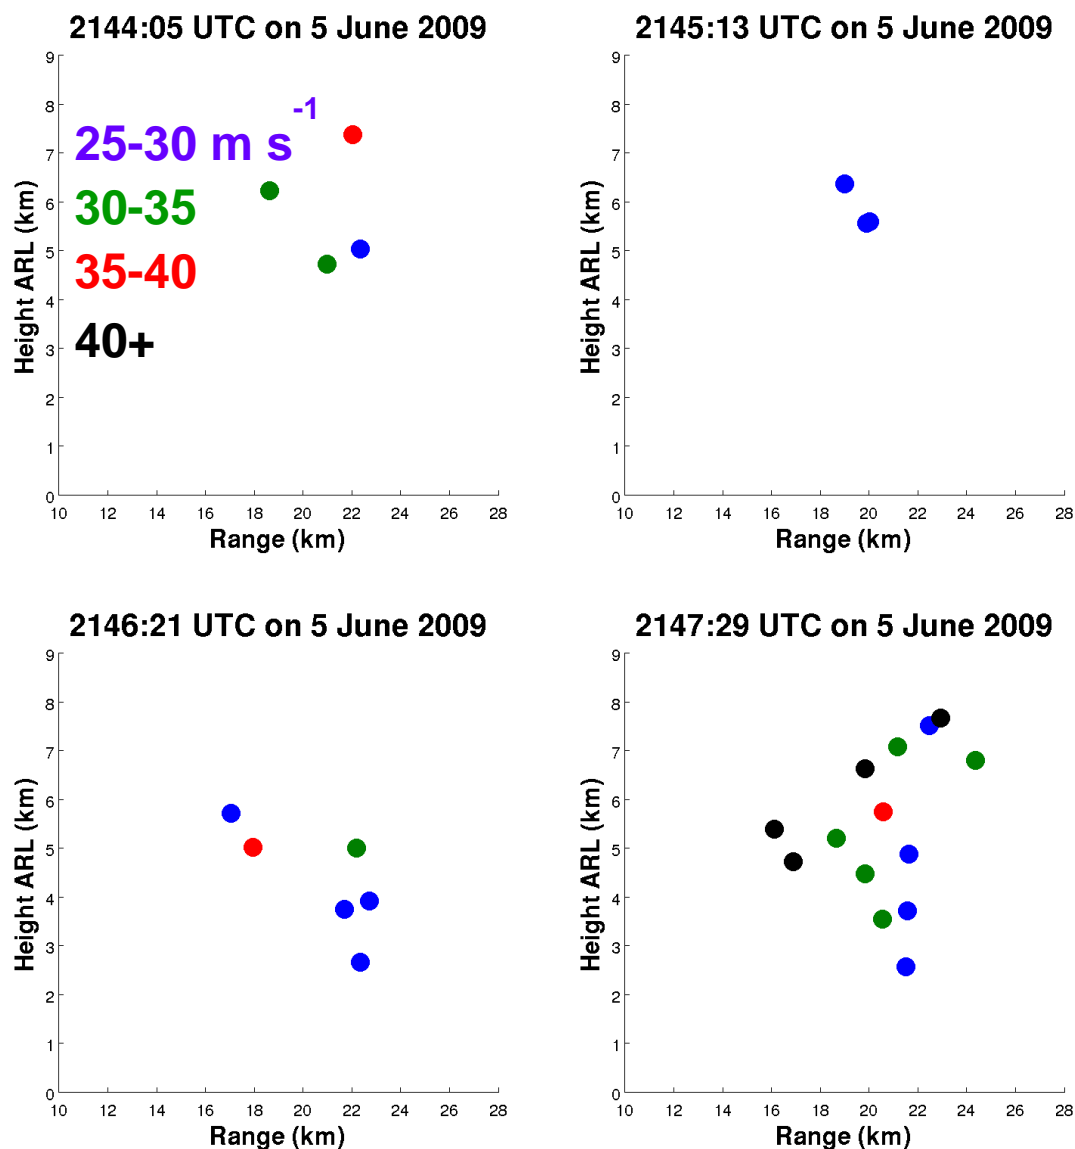 2144:05 UTC on 5 June 2009
9
8
7
6
5
4
3
2
1
0
Height ARL (km)
25-30 m s-1
30-35
35-40
40+
10 12 14 16 18 20 22 24 26 28
Range (km)
2145:13 UTC on 5 June 2009
9
8
7
6
5
4
3
2
1
0
Height ARL (km)
10 12 14 16 18 20 22 24 26 28
Range (km)
2146:21 UTC on 5 June 2009
9
8
7
6
5
4
3
2
1
0
Height ARL (km)
10 12 14 16 18 20 22 24 26 28
Range (km)
2147:29 UTC on 5 June 2009
9
8
7
6
5
4
3
2
1
0
Height ARL (km)
10 12 14 16 18 20 22 24 26 28
Range (km)